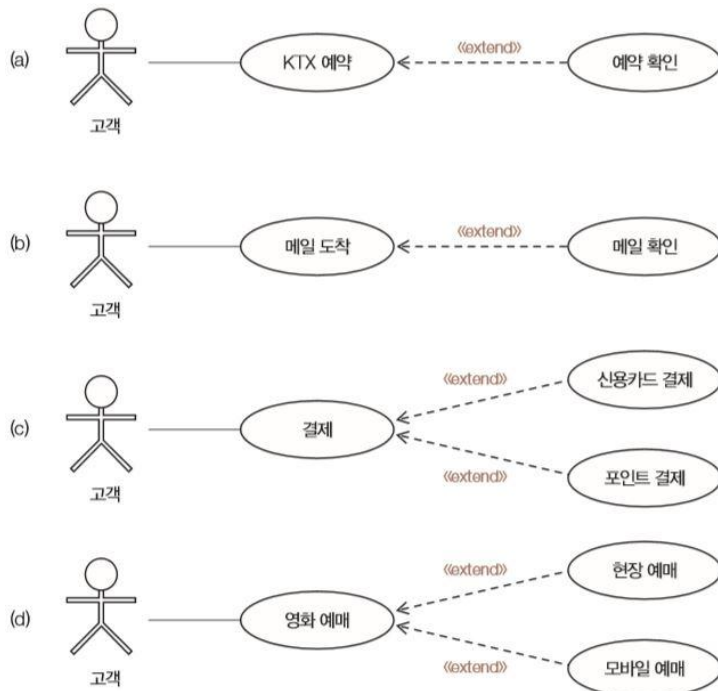 (a)
고객
KTX 예약
《extend》
예약 확인
(b)
고객
메일 도착
《extend》
메일 확인
(c)
고객
결제
《extend》
신용카드 결제
《extend》
포인트 결제
(d)
고객
영화 예매
《extend》
현장 예매
《extend》
모바일 예매